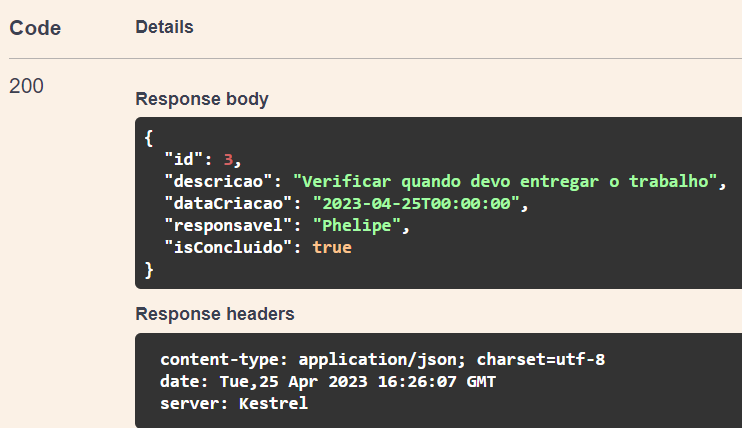 Code Details
200
Response body
{
"id": 3,
"descricao": "Verificar quando devo entregar o trabalho",
"dataCriacao": "2023-04-25T00:00:00",
"responsavel": "Phelipe",
"isConcluido": true
}
Response headers
content-type: application/json; charset=utf-8
date: Tue,25 Apr 2023 16:26:07 GMT
server: Kestrel